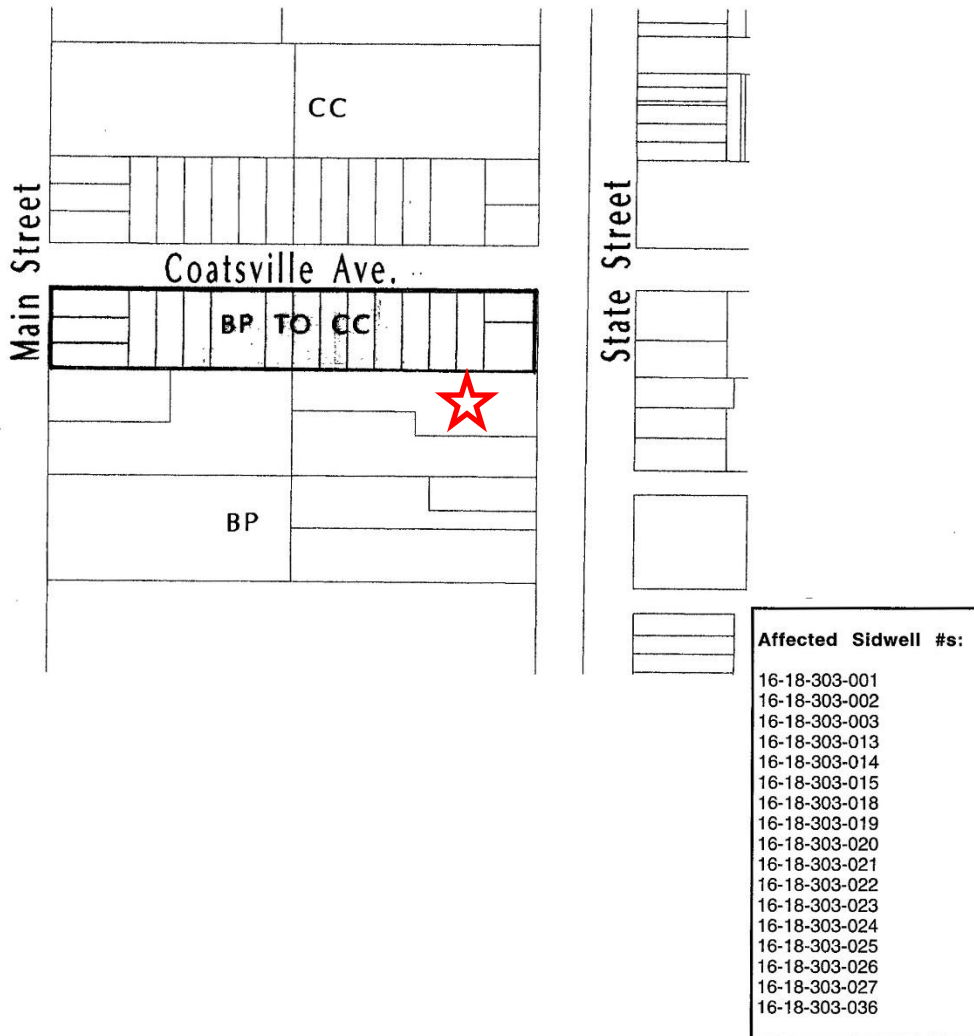 CC
Main Street
State Street
Coatsville Ave.
BP TO CC
BP
Affected Sidwell #s:
16-18-303-001
16-18-303-002
16-18-303-003
16-18-303-013
16-18-303-014
16-18-303-015
16-18-303-018
16-18-303-019
16-18-303-020
16-18-303-021
16-18-303-022
16-18-303-023
16-18-303-024
16-18-303-025
16-18-303-026
16-18-303-027
16-18-303-036